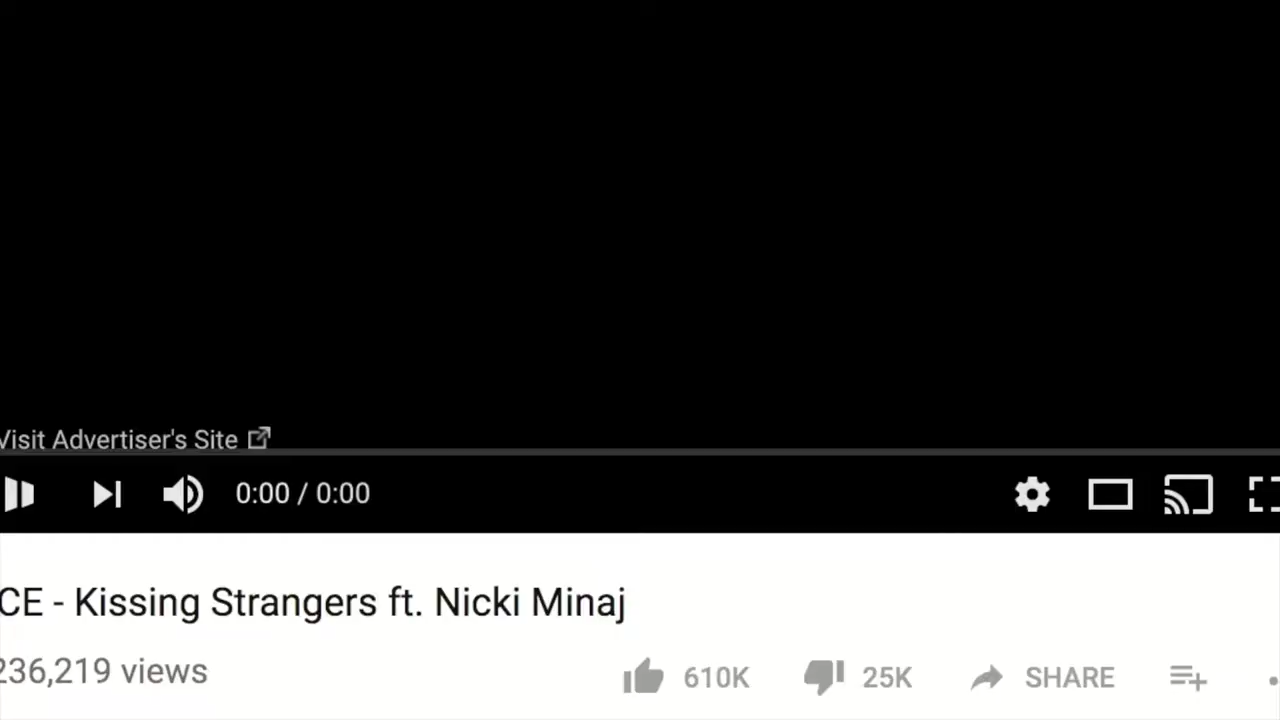 Visit Advertiser's Site
0:00 / 0:00
CE - Kissing Strangers ft. Nicki Minaj
236,219 views
610K
25K
SHARE